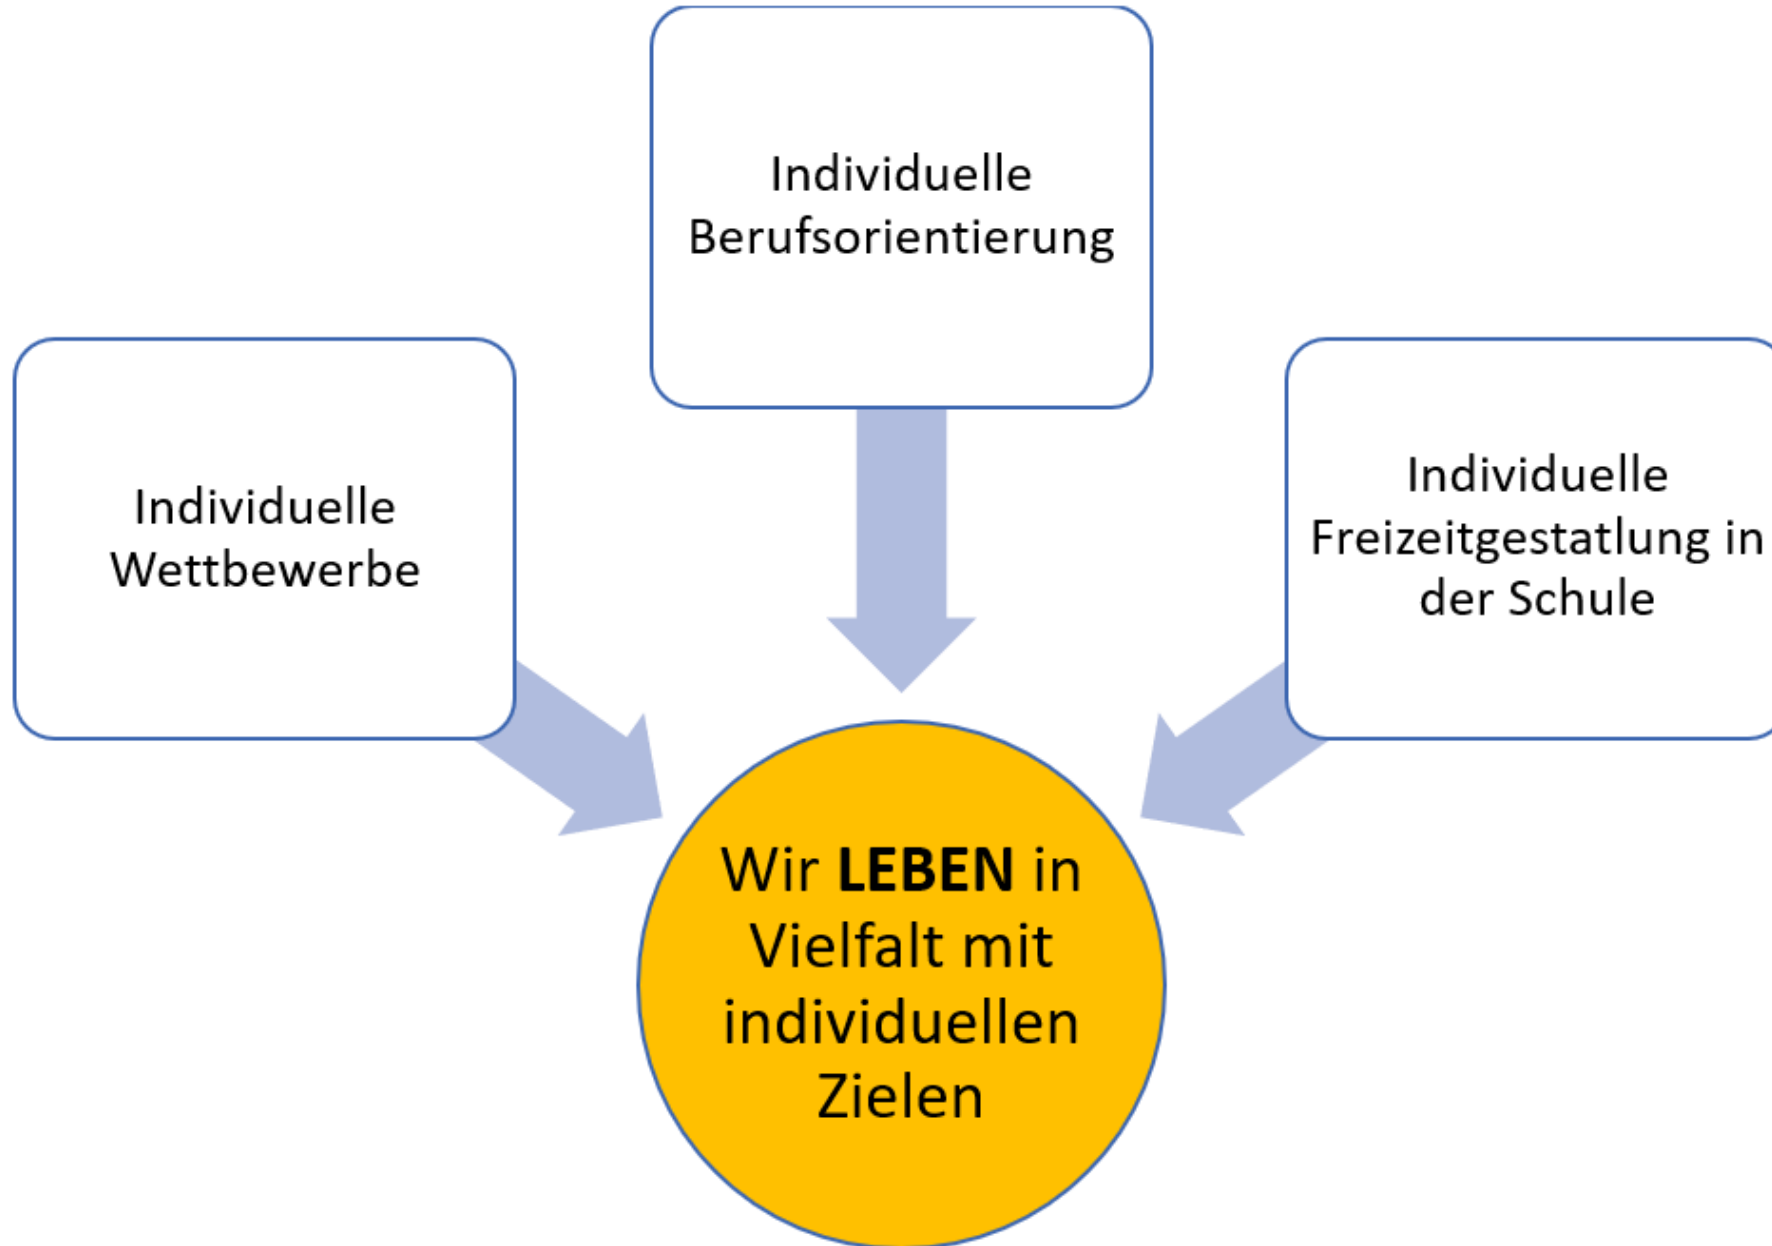 Individuelle
Berufsorientierung
Individuelle
Wettbewerbe
Individuelle
Freizeitgestatlung in
der Schule
Wir LEBEN in
Vielfalt mit
individuellen
Zielen